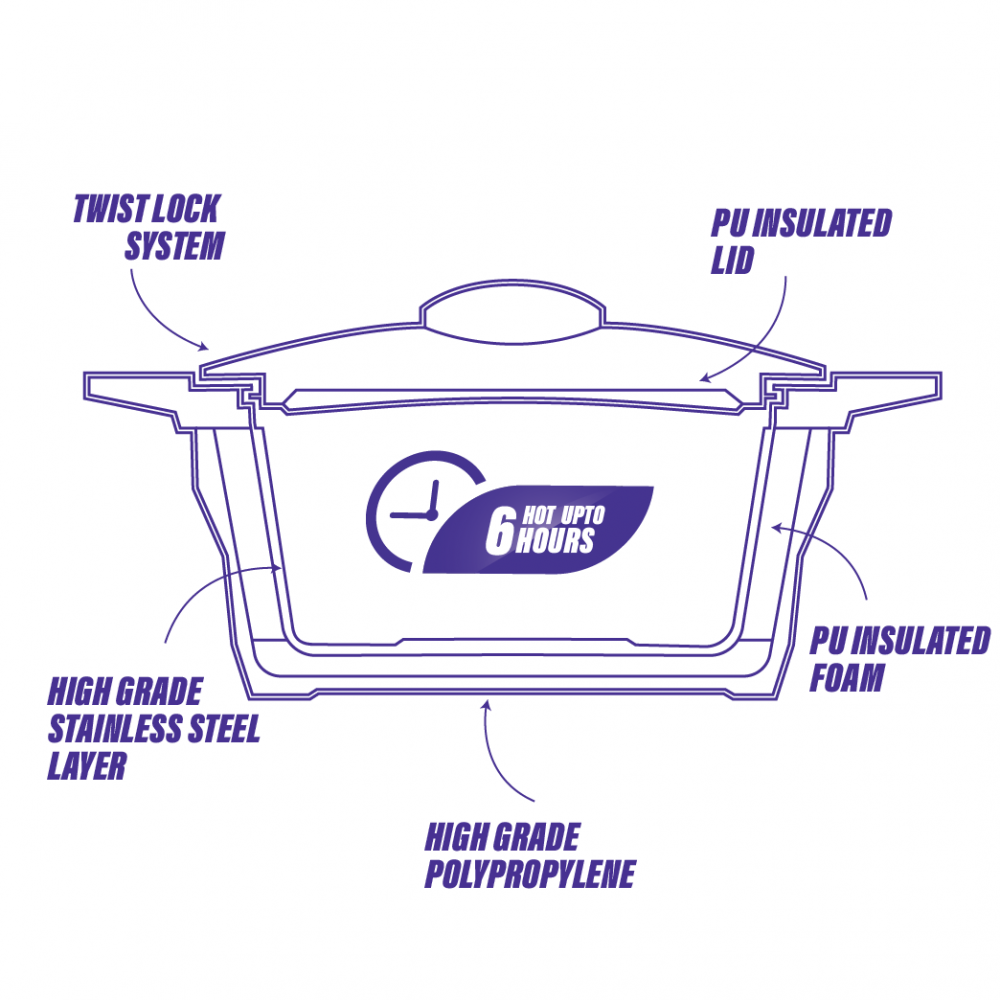 TWIST LOCK
SYSTEM
PU INSULATED
LID
6 HOT UPTO
HOURS
PU INSULATED
FOAM
HIGH GRADE
STAINLESS STEEL
LAYER
HIGH GRADE
POLYPROPYLENE